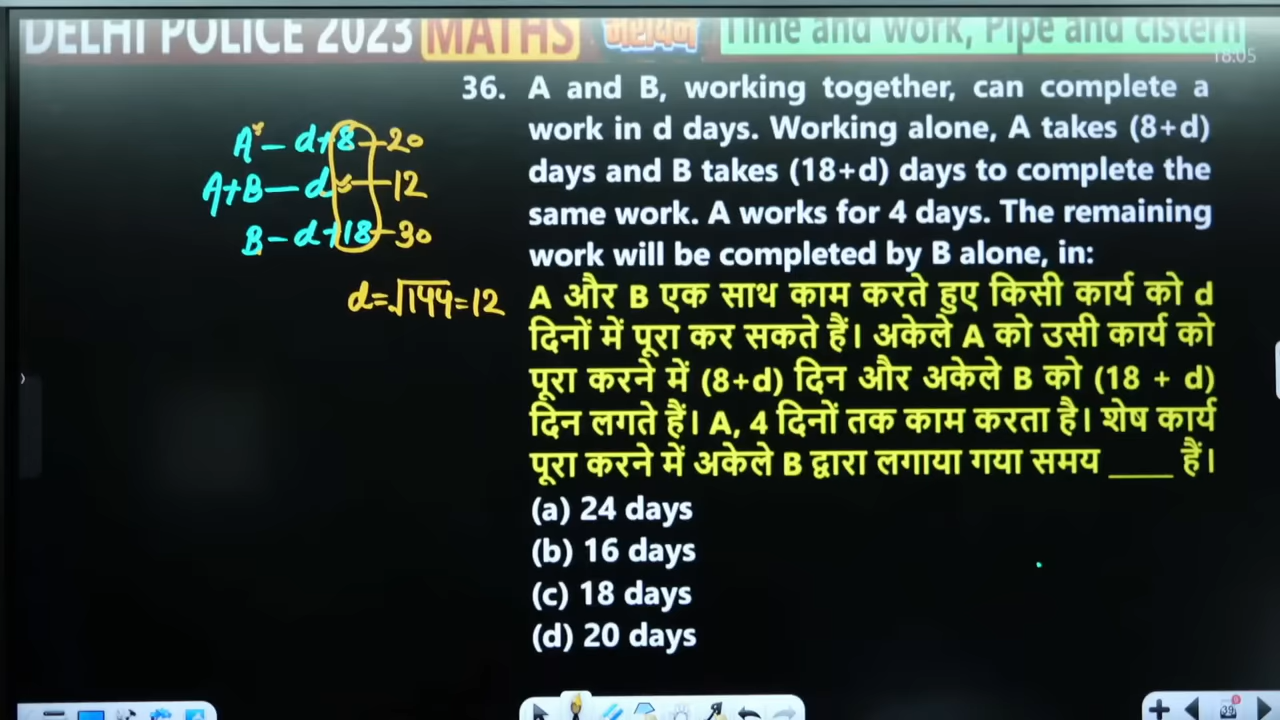 DELHI POLICE 2023 MATHS Time and work, Pipe and cistern
18:05
36. A and B, working together, can complete a
work in d days. Working alone, A takes (8+d)
days and B takes (18+d) days to complete the
same work. A works for 4 days. The remaining
work will be completed by B alone, in:
A और B एक साथ काम करते हुए किसी कार्य को d
दिनों में पूरा कर सकते हैं। अकेले A को उसी कार्य को
पूरा करने में (8+d) दिन और अकेले B को (18 + d)
दिन लगते हैं। A, 4 दिनों तक काम करता है। शेष कार्य
पूरा करने में अकेले B द्वारा लगाया गया समय ____ हैं।
(a) 24 days
(b) 16 days
(c) 18 days
(d) 20 days
A - d+8 - 20
A+B - d - 12
B - d+18 - 30
d=√144=12
39